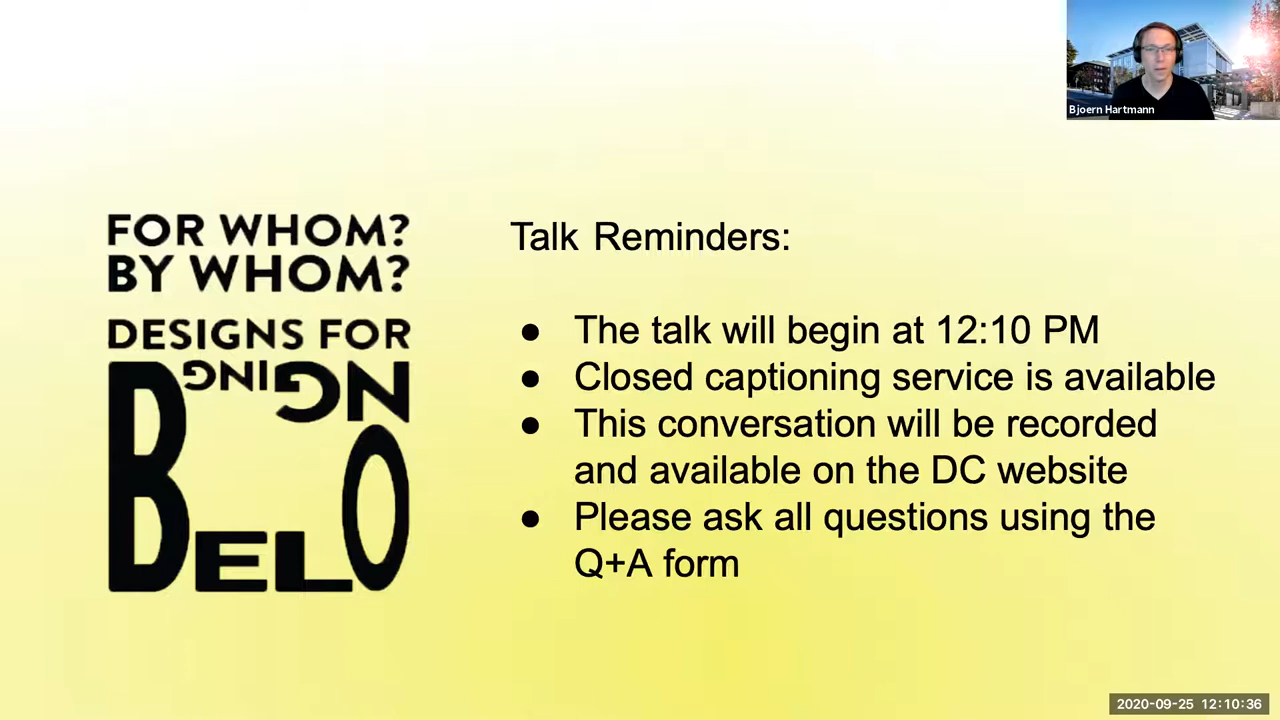 Bjoern Hartmann
FOR WHOM?
BY WHOM?
DESIGNS FOR
BELONGING
Talk Reminders:
● The talk will begin at 12:10 PM
● Closed captioning service is available
● This conversation will be recorded
and available on the DC website
● Please ask all questions using the
Q+A form
2020-09-25 12:10:36